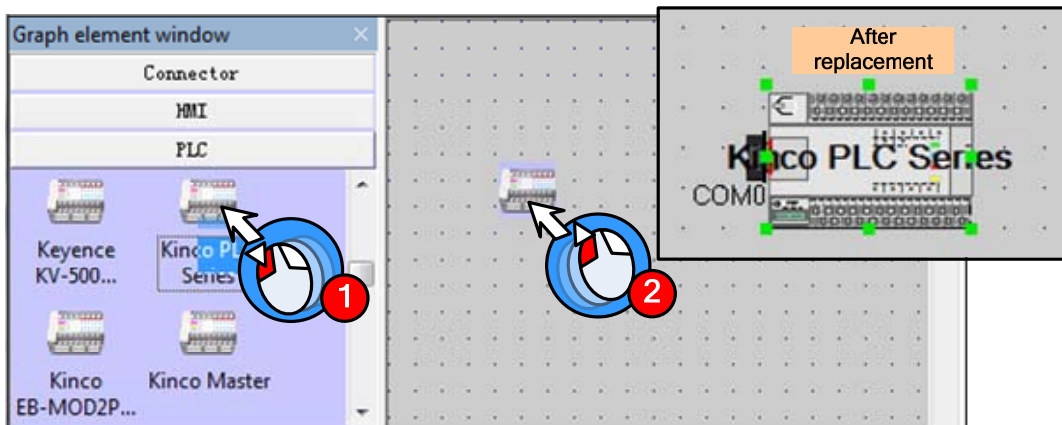 Graph element window
Connector
HMI
PLC
Keyence
KV-500...
Kinco PL
Series
Kinco
EB-MOD2P...
Kinco Master
1
2
After
replacement
Kinco PLC Series
COM0